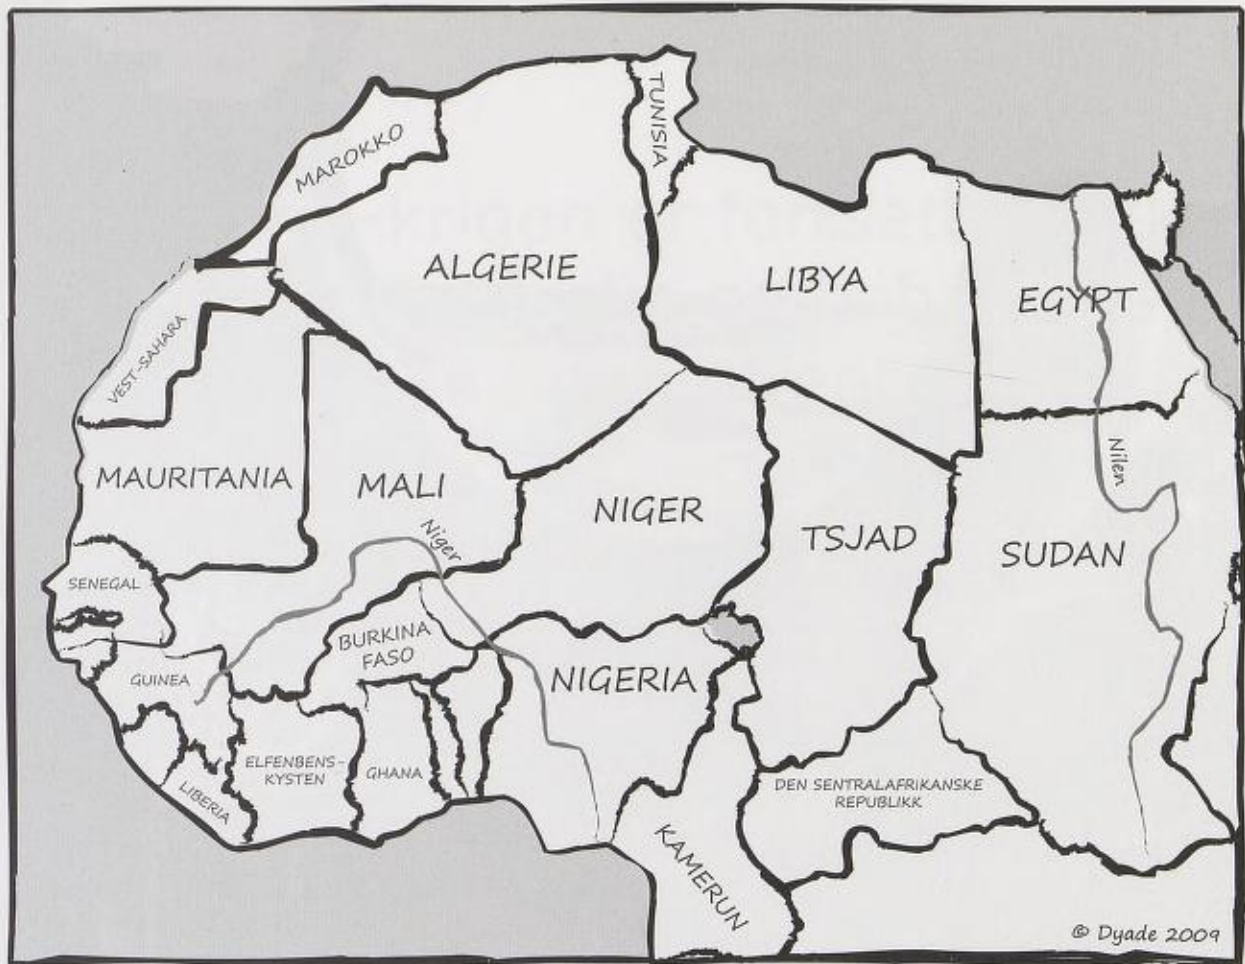 TUNISIA
MAROKKO
ALGERIE
LIBYA
EGYPT
VEST-SAHARA
MAURITANIA
MALI
NIGER
Nilen
TSJAD
SUDAN
Niger
SENEGAL
BURKINA
FASO
NIGERIA
GUINEA
ELFENBENS-
KYSTEN
GHANA
LIBERIA
DEN SENTRALAFRIKANSKE
REPUBLIKK
KAMERUN
© Dyade 2009